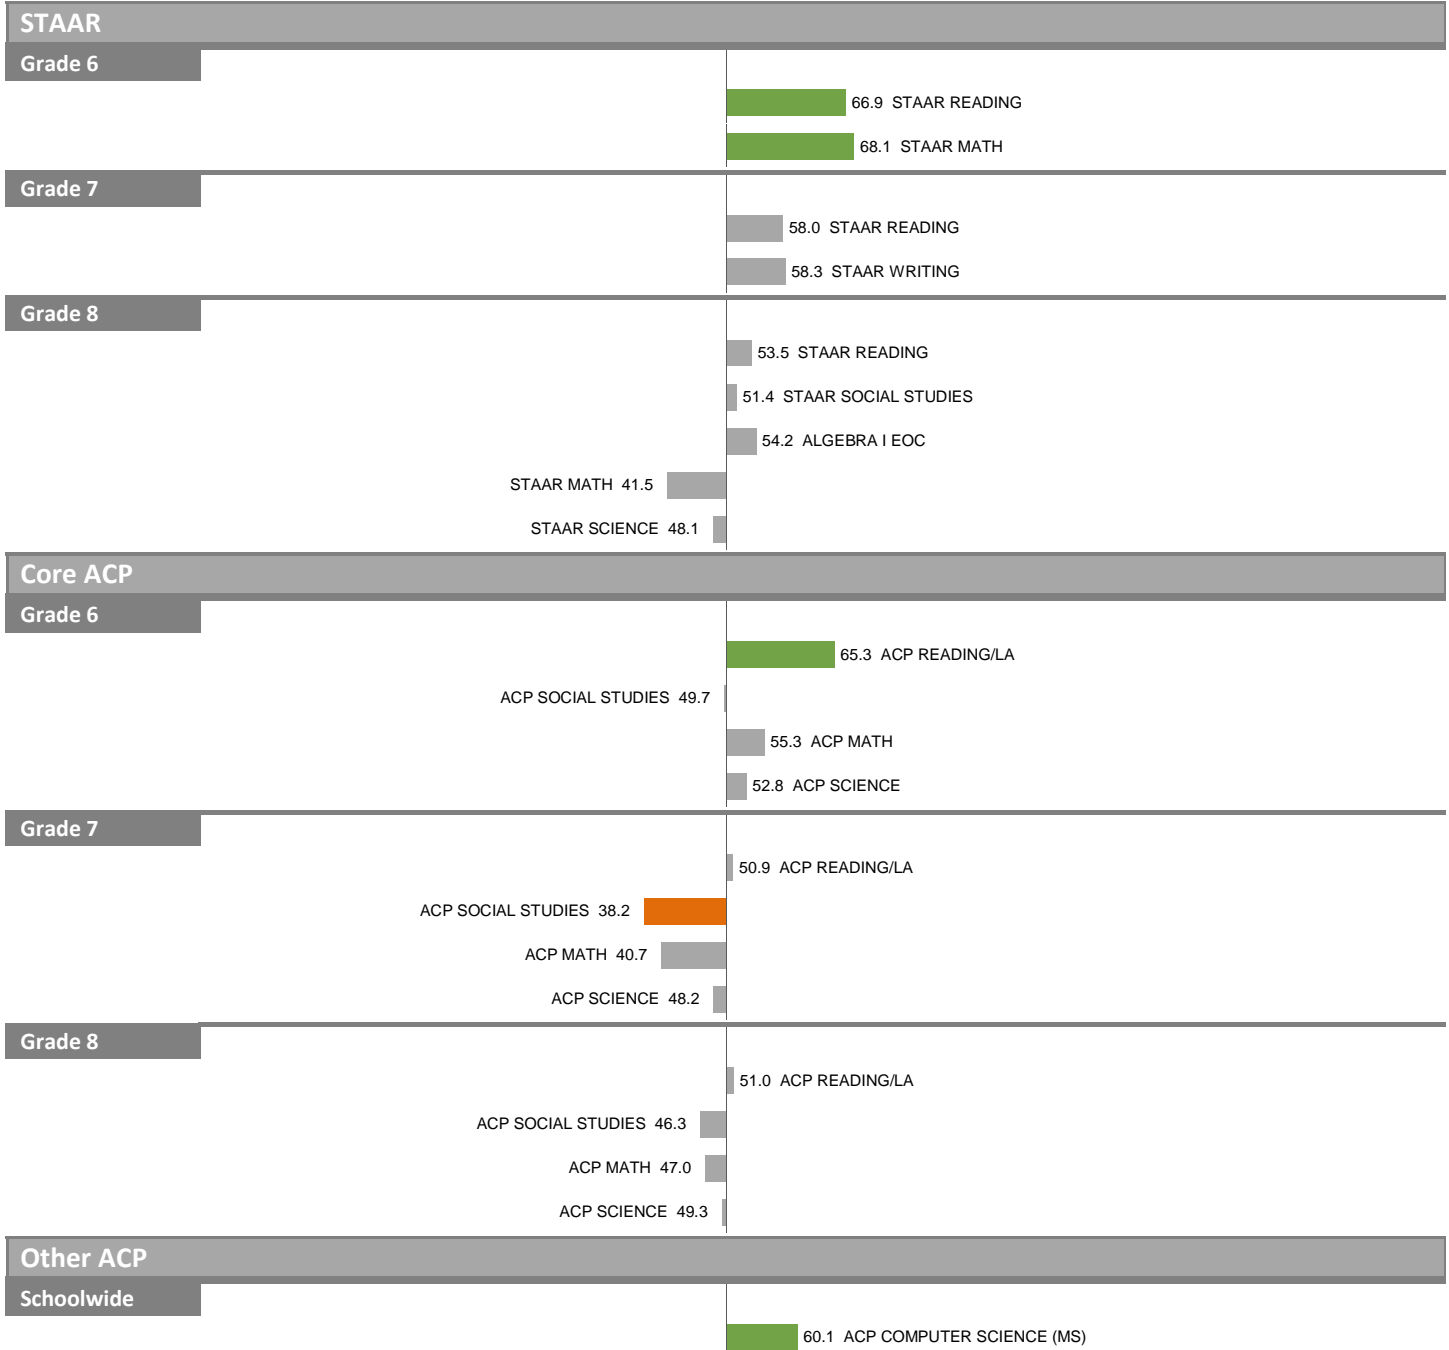 STAAR
Grade 6
66.9 STAAR READING
68.1 STAAR MATH
Grade 7
58.0 STAAR READING
58.3 STAAR WRITING
Grade 8
53.5 STAAR READING
51.4 STAAR SOCIAL STUDIES
54.2 ALGEBRA I EOC
STAAR MATH 41.5
STAAR SCIENCE 48.1
Core ACP
Grade 6
65.3 ACP READING/LA
ACP SOCIAL STUDIES 49.7
55.3 ACP MATH
52.8 ACP SCIENCE
Grade 7
50.9 ACP READING/LA
ACP SOCIAL STUDIES 38.2
ACP MATH 40.7
ACP SCIENCE 48.2
Grade 8
51.0 ACP READING/LA
ACP SOCIAL STUDIES 46.3
ACP MATH 47.0
ACP SCIENCE 49.3
Other ACP
Schoolwide
60.1 ACP COMPUTER SCIENCE (MS)